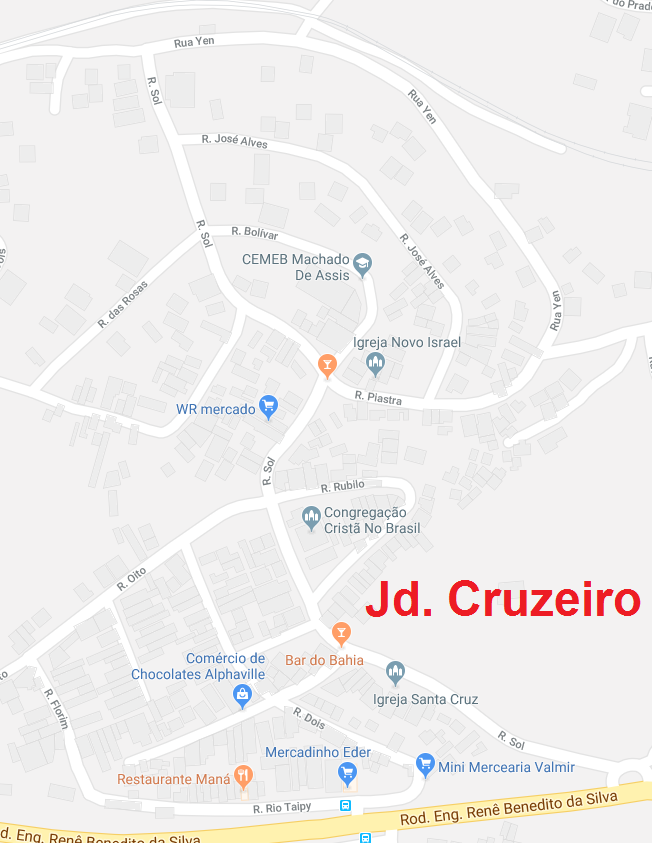 do Prado
Rua Yen
R. Sol
Rua Yen
R. José Alves
R. Sol
R. Bolívar
R. José Alves
CEMEB Machado
De Assis
R. das Rosas
Rua Yen
Igreja Novo Israel
R. Piastra
WR mercado
R. Sol
R. Rubilo
Congregação
Cristã No Brasil
R. Oito
Jd. Cruzeiro
Bar do Bahia
Comércio de
Chocolates Alphaville
Igreja Santa Cruz
R. Florim
R. Dois
R. Sol
Mercadinho Eder
Mini Mercearia Valmir
Restaurante Maná
R. Rio Taipy
Rod. Eng. Renê Benedito da Silva
d. Eng. Renê Benedito da Silva